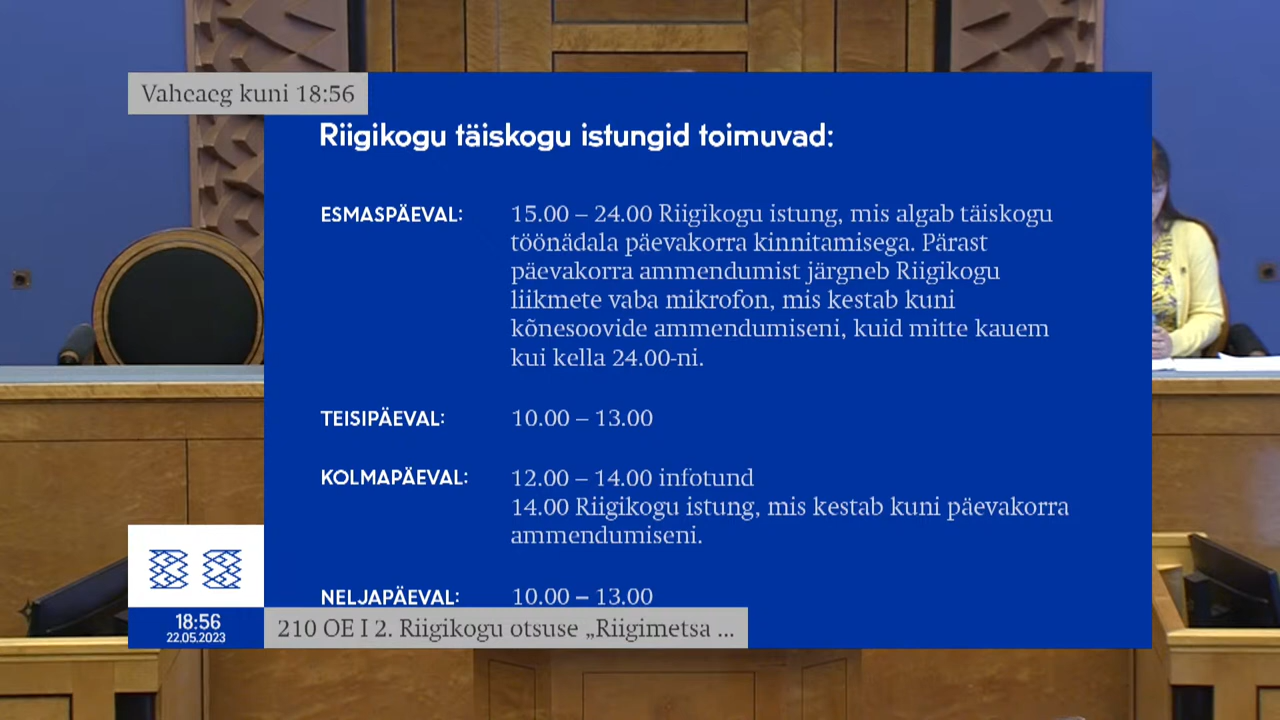 Vaheaeg kuni 18:56
Riigikogu täiskogu istungid toimuvad:
ESMASPÄEVAL:
15.00 – 24.00 Riigikogu istung, mis algab täiskogu
töönädala päevakorra kinnitamisega. Pärast
päevakorra ammendumist järgneb Riigikogu
liikmete vaba mikrofon, mis kestab kuni
kõnesoovide ammendumiseni, kuid mitte kauem
kui kella 24.00-ni.
TEISIPÄEVAL:
10.00 – 13.00
KOLMAPÄEVAL:
12.00 – 14.00 infotund
14.00 Riigikogu istung, mis kestab kuni päevakorra
ammendumiseni.
NELJAPÄEVAL:
10.00 – 13.00
18:56
22.05.2023
210 OE I 2. Riigikogu otsuse „Riigimetsa ...